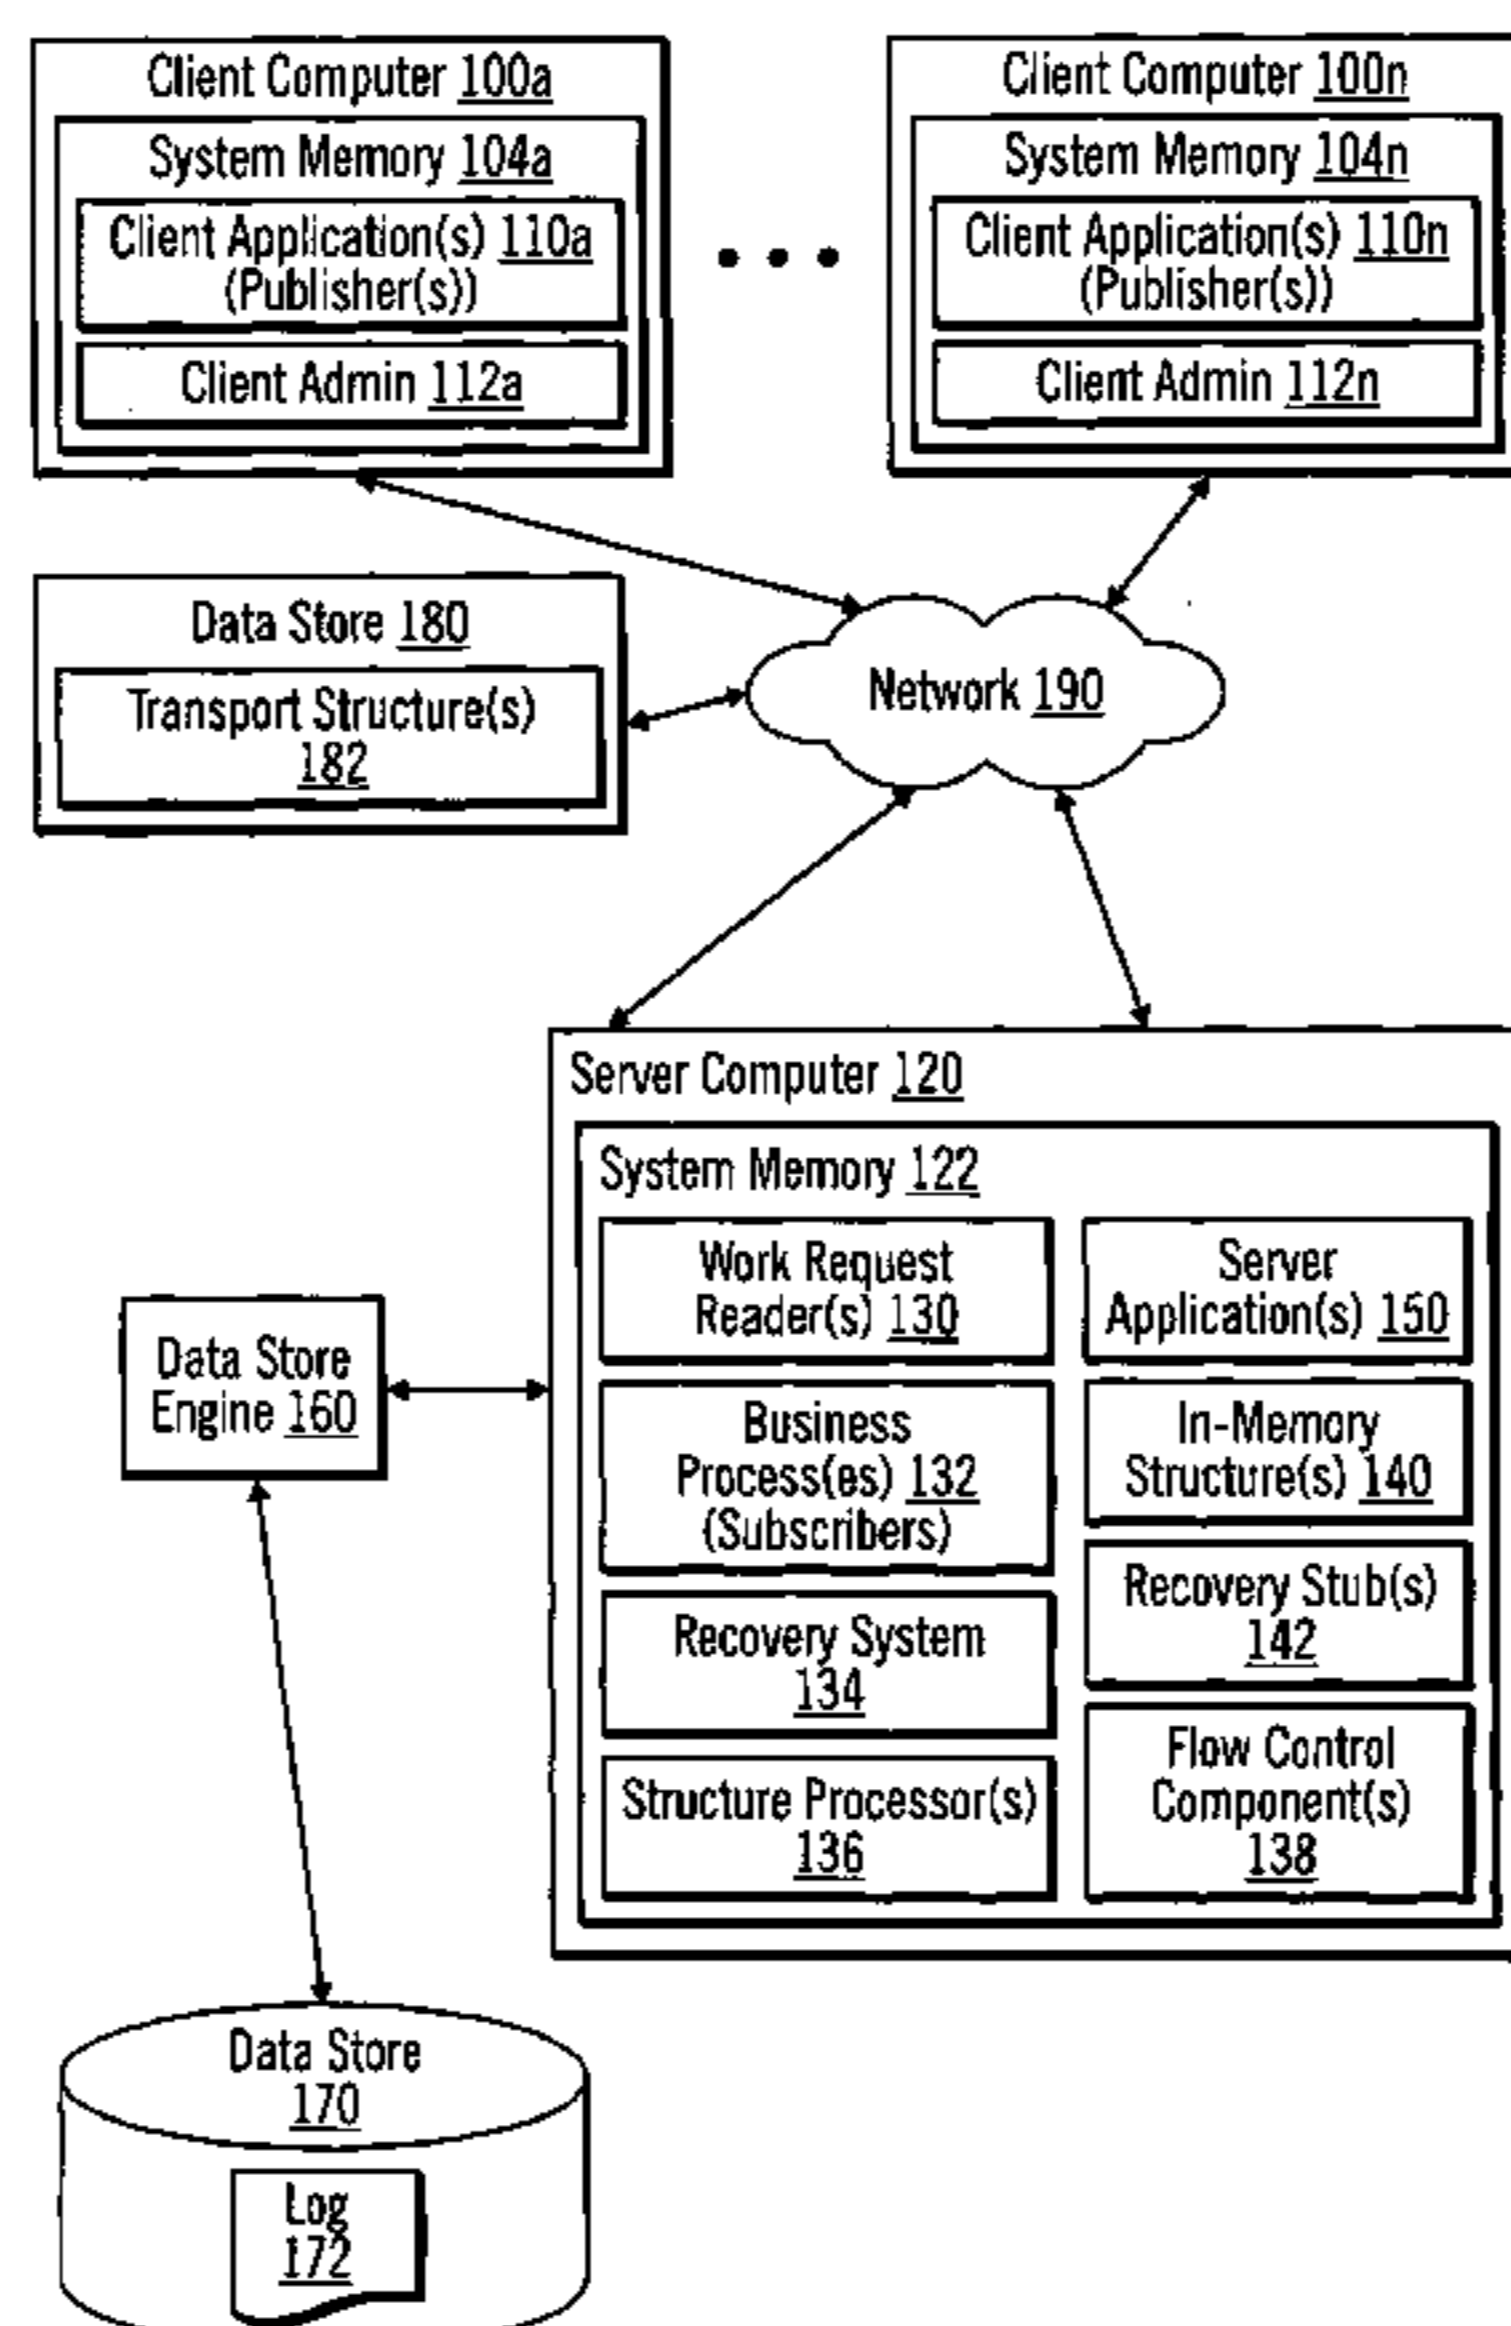 Client Computer 100a
System Memory 104a
Client Application(s) 110a
(Publisher(s))
Client Admin 112a
Client Computer 100n
System Memory 104n
Client Application(s) 110n
(Publisher(s))
Client Admin 112n
Data Store 180
Transport Structure(s)
182
Network 190
Server Computer 120
System Memory 122
Work Request
Reader(s) 130
Business
Process(es) 132
(Subscribers)
Recovery System
134
Structure Processor(s)
136
Server
Application(s) 150
In-Memory
Structure(s) 140
Recovery Stub(s)
142
Flow Control
Component(s)
138
Data Store
Engine 160
Data Store
170
Log
172